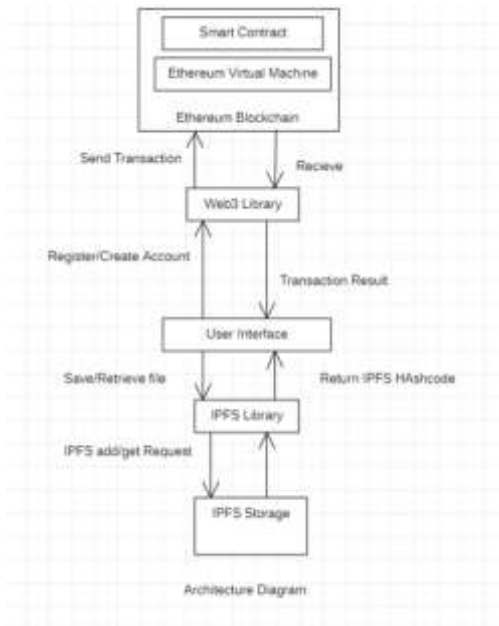 Smart Contract
Ethereum Virtual Machine
Ethereum Blockchain
Send Transaction
Recieve
Web3 Library
Register/Create Account
Transaction Result
User Interface
Save/Retrieve file
Return IPFS HAshcode
IPFS Library
IPFS add/get Request
IPFS Storage
Architecture Diagram